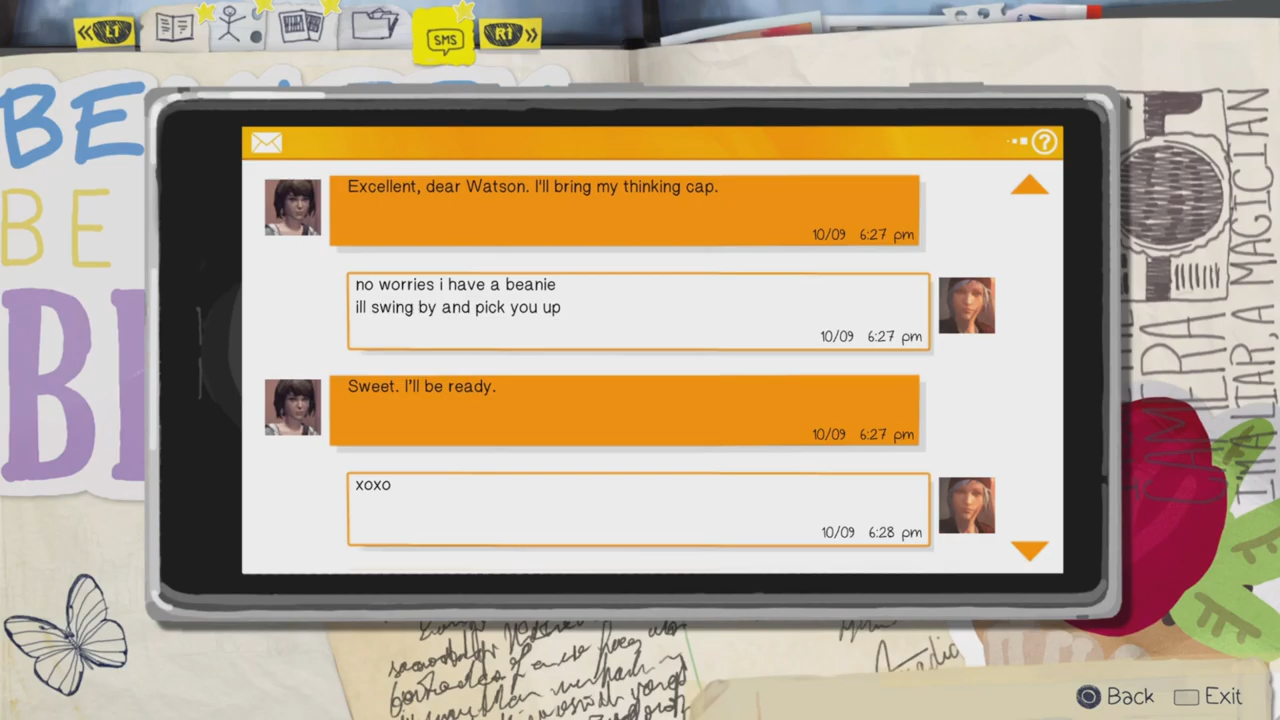 L1
SMS
R1
BE
BE
?
Excellent, dear Watson. I'll bring my thinking cap.
10/09 6:27 pm
no worries i have a beanie
ill swing by and pick you up
10/09 6:27 pm
Sweet. I'll be ready.
10/09 6:27 pm
xoxo
10/09 6:28 pm
CAMERA
LIAR, A MAGICIAN
Back
Exit